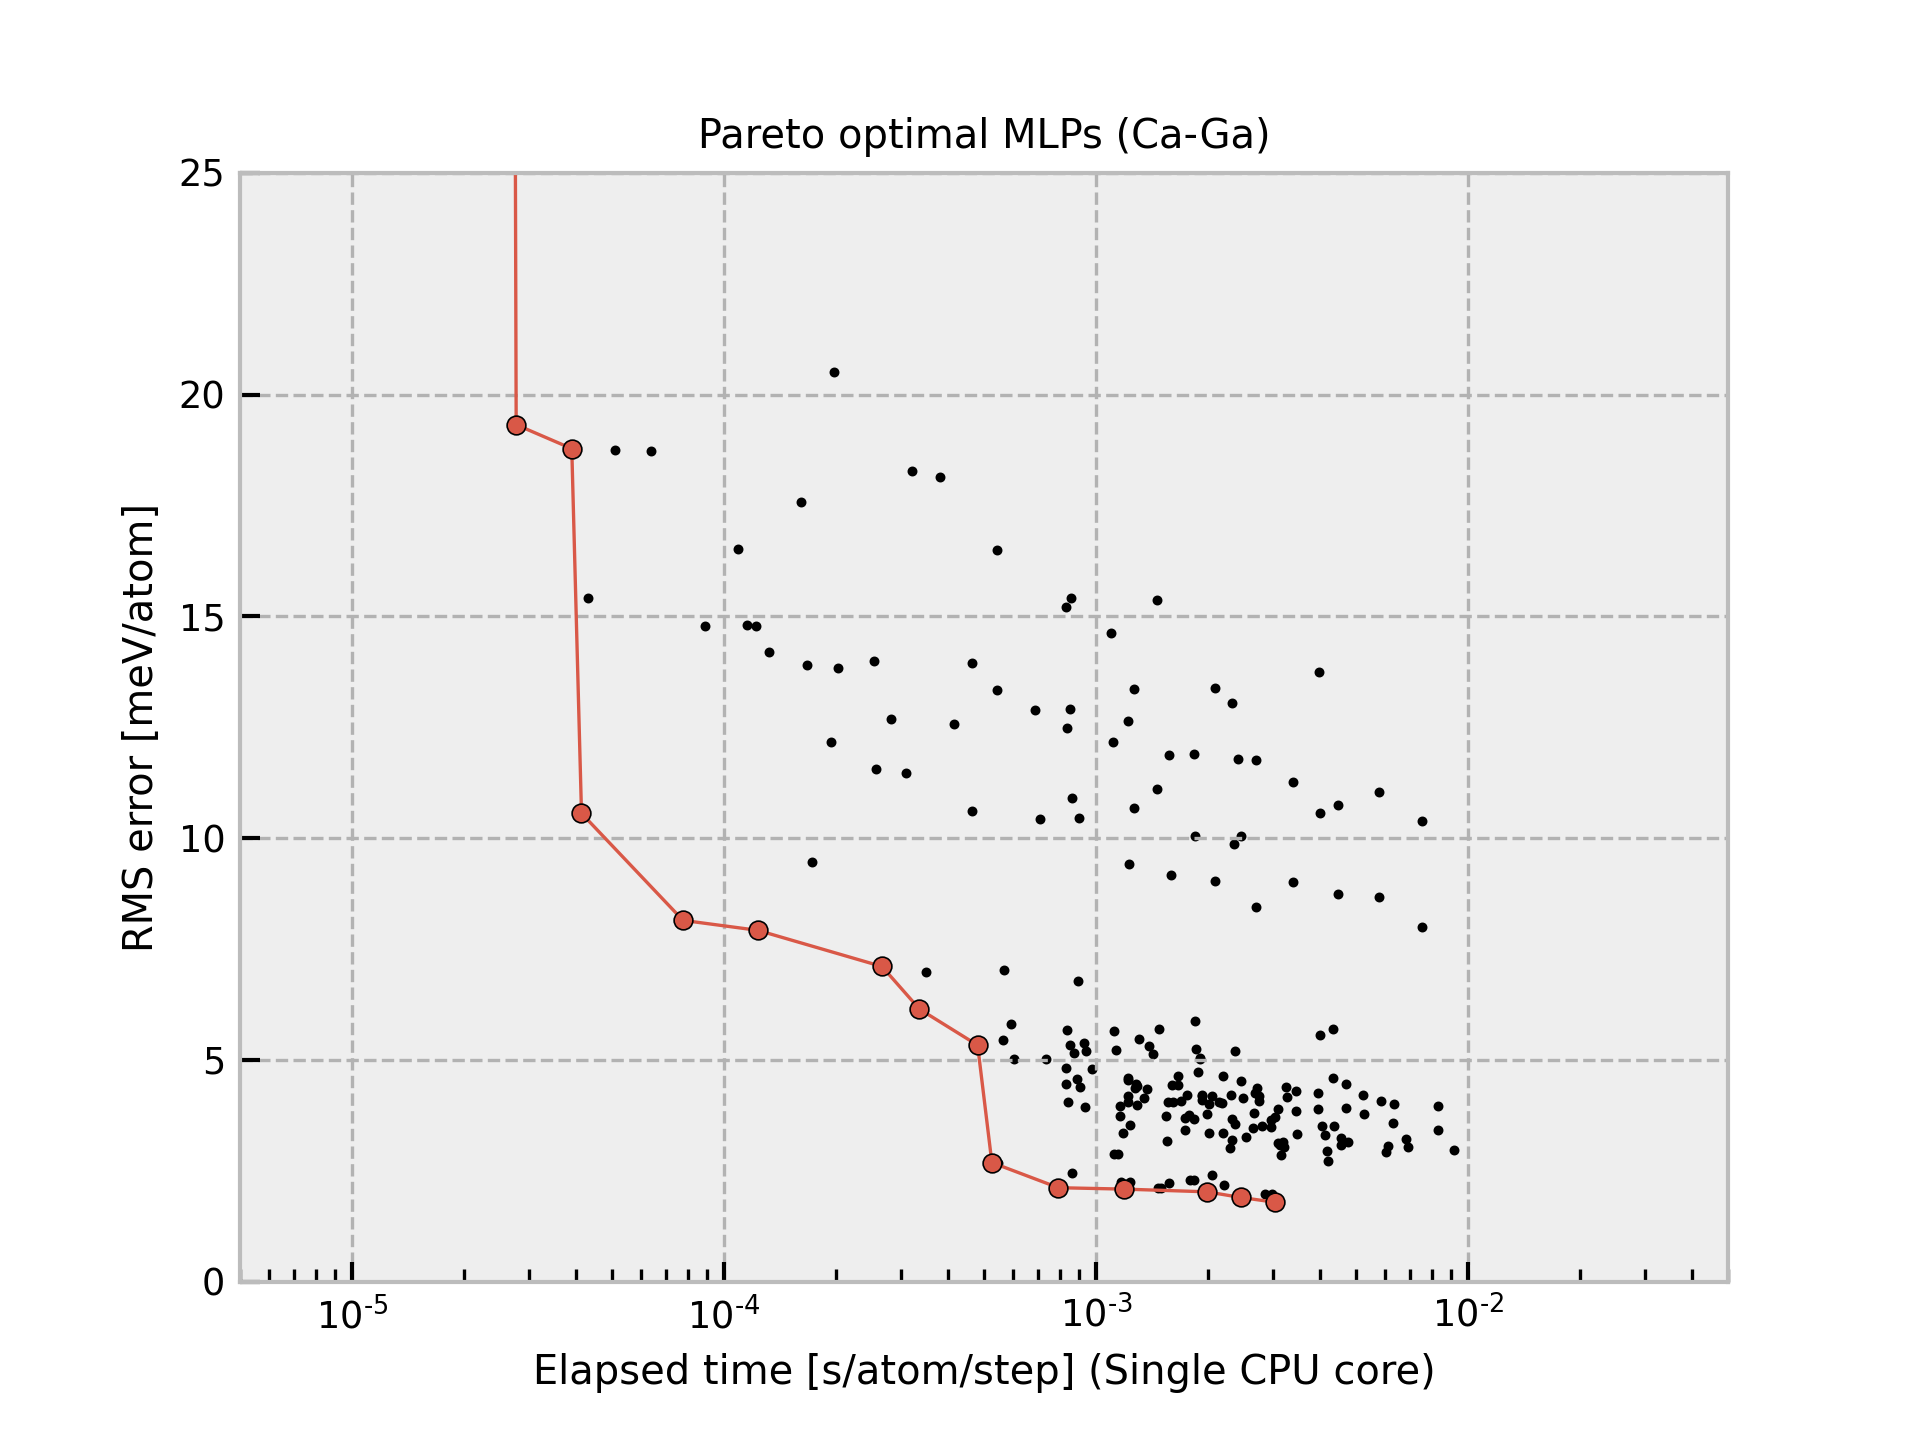 Pareto optimal MLPs (Ca-Ga)
25
20
15
10
5
0
RMS error [meV/atom]
10-5 10-4 10-3 10-2
Elapsed time [s/atom/step] (Single CPU core)